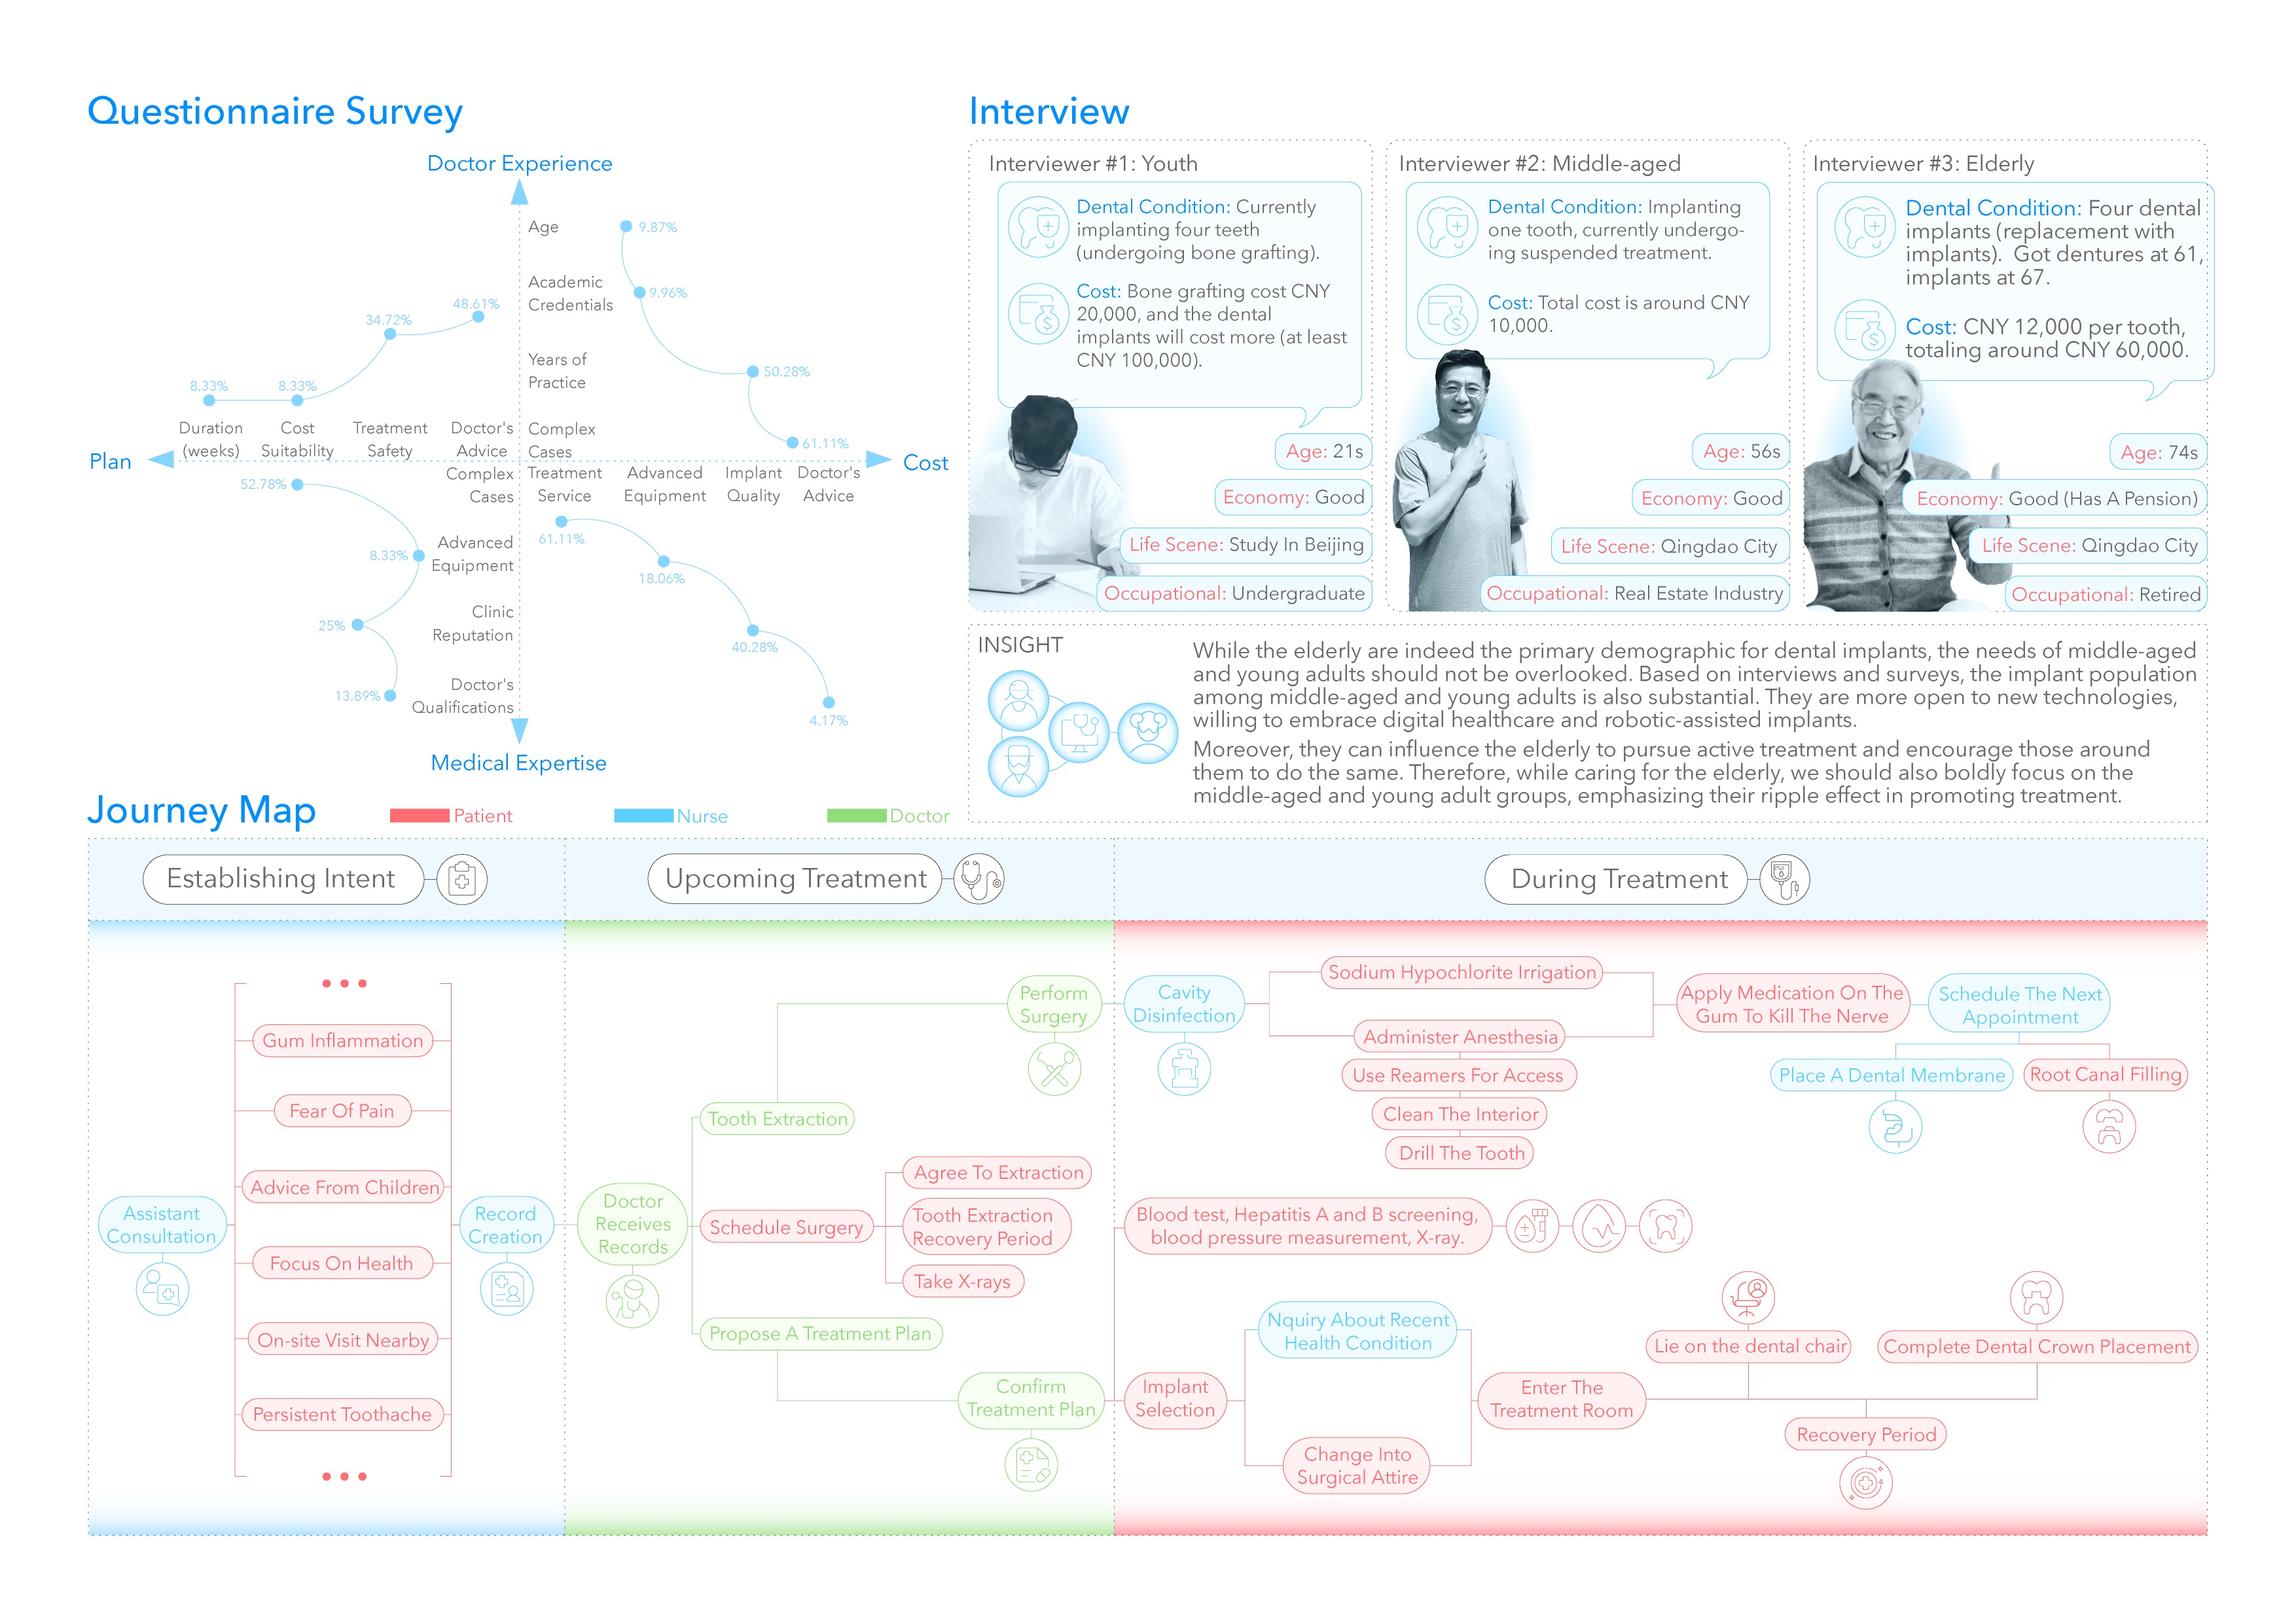 Questionnaire Survey
Doctor Experience
Age
9.87%
Academic
Credentials
9.96%
48.61%
34.72%
Years of
Practice
50.28%
8.33%
8.33%
Duration
(weeks)
Cost
Suitability
Treatment
Safety
Doctor's
Advice
Complex
Cases
61.11%
Plan
Cost
Complex
Cases
Treatment
Service
Advanced
Equipment
Implant
Quality
Doctor's
Advice
52.78%
61.11%
8.33%
Advanced
Equipment
18.06%
25%
Clinic
Reputation
40.28%
13.89%
Doctor's
Qualifications
4.17%
Medical Expertise
Interview
Interviewer #1: Youth
Dental Condition: Currently
implanting four teeth
(undergoing bone grafting).
Cost: Bone grafting cost CNY
20,000, and the dental
implants will cost more (at least
CNY 100,000).
Age: 21s
Economy: Good
Life Scene: Study In Beijing
Occupational: Undergraduate
Interviewer #2: Middle-aged
Dental Condition: Implanting
one tooth, currently undergo-
ing suspended treatment.
Cost: Total cost is around CNY
10,000.
Age: 56s
Economy: Good
Life Scene: Qingdao City
Occupational: Real Estate Industry
Interviewer #3: Elderly
Dental Condition: Four dental
implants (replacement with
implants). Got dentures at 61,
implants at 67.
Cost: CNY 12,000 per tooth,
totaling around CNY 60,000.
Age: 74s
Economy: Good (Has A Pension)
Life Scene: Qingdao City
Occupational: Retired
INSIGHT
While the elderly are indeed the primary demographic for dental implants, the needs of middle-aged
and young adults should not be overlooked. Based on interviews and surveys, the implant population
among middle-aged and young adults is also substantial. They are more open to new technologies,
willing to embrace digital healthcare and robotic-assisted implants.
Moreover, they can influence the elderly to pursue active treatment and encourage those around
them to do the same. Therefore, while caring for the elderly, we should also boldly focus on the
middle-aged and young adult groups, emphasizing their ripple effect in promoting treatment.
Journey Map
Patient
Nurse
Doctor
Establishing Intent
Upcoming Treatment
During Treatment
Assistant
Consultation
Gum Inflammation
Fear Of Pain
Advice From Children
Focus On Health
On-site Visit Nearby
Persistent Toothache
Record
Creation
Doctor
Receives
Records
Perform
Surgery
Tooth Extraction
Schedule Surgery
Agree To Extraction
Tooth Extraction
Recovery Period
Take X-rays
Propose A Treatment Plan
Confirm
Treatment Plan
Cavity
Disinfection
Sodium Hypochlorite Irrigation
Administer Anesthesia
Use Reamers For Access
Clean The Interior
Drill The Tooth
Apply Medication On The
Gum To Kill The Nerve
Schedule The Next
Appointment
Place A Dental Membrane
Root Canal Filling
Blood test, Hepatitis A and B screening,
blood pressure measurement, X-ray.
Implant
Selection
Nquiry About Recent
Health Condition
Change Into
Surgical Attire
Enter The
Treatment Room
Lie on the dental chair
Complete Dental Crown Placement
Recovery Period